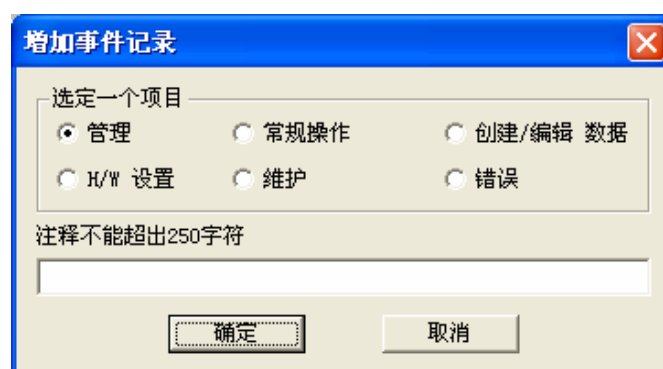 增加事件记录
选定一个项目
管理 常规操作 创建/编辑 数据
H/W 设置 维护 错误
注释不能超出250字符
确定 取消